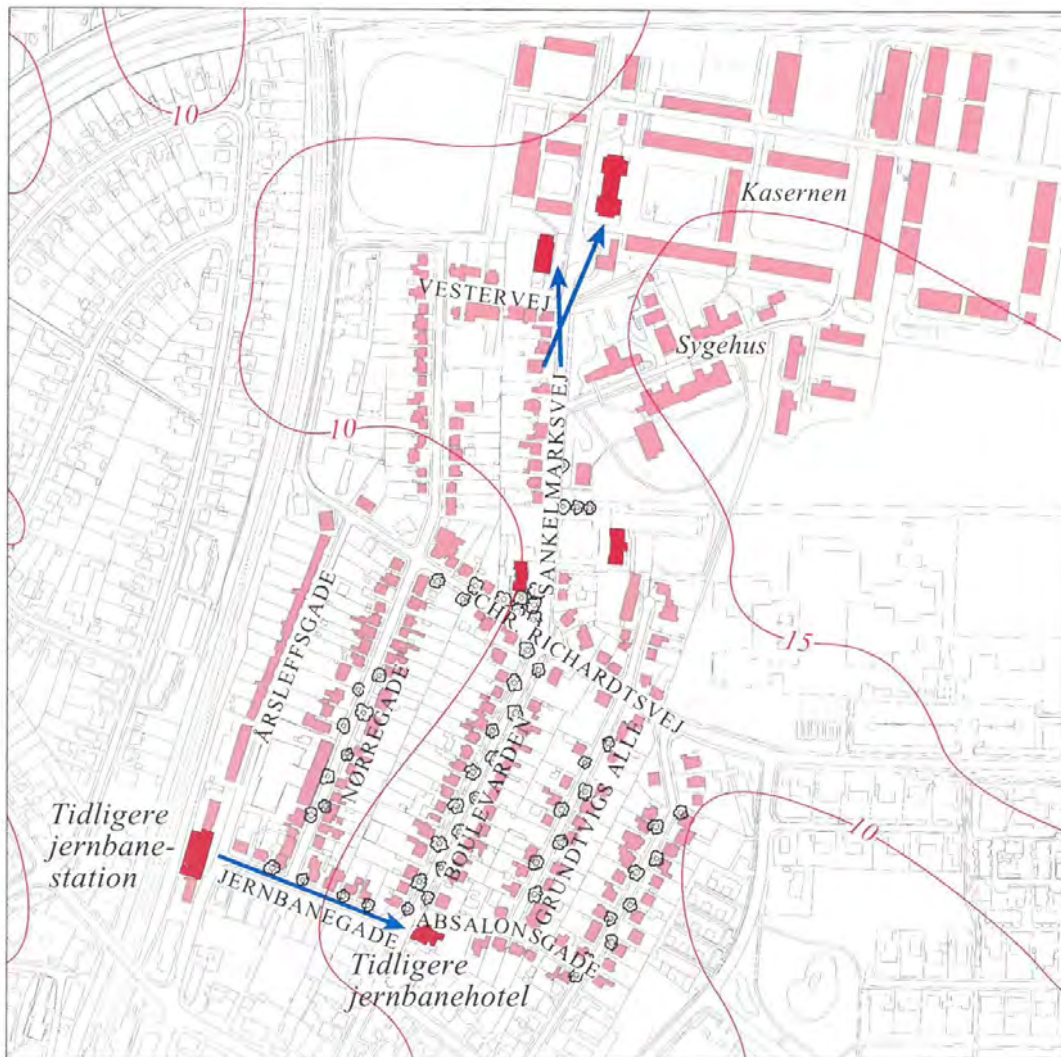 10
Kasernen
VESTERVEJ
Sygehus
10
SANKELMARKSVEJ
CHR. RICHARDTSVEJ
15
ÅRSLEFFSGADE
NØRREGADE
BOULEVARDEN
GRUNDTVIGS ALLE
10
Tidligere
jernbane-
station
JERNBANEGADE
ABSALONSGADE
Tidligere
jernbanehotel